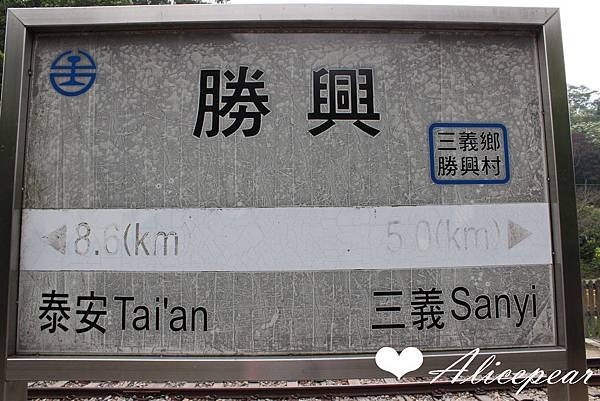 勝興
三義鄉
勝興村
8.6(km
5.0(km)
泰安Tai'an
三義Sanyi
Alicepear